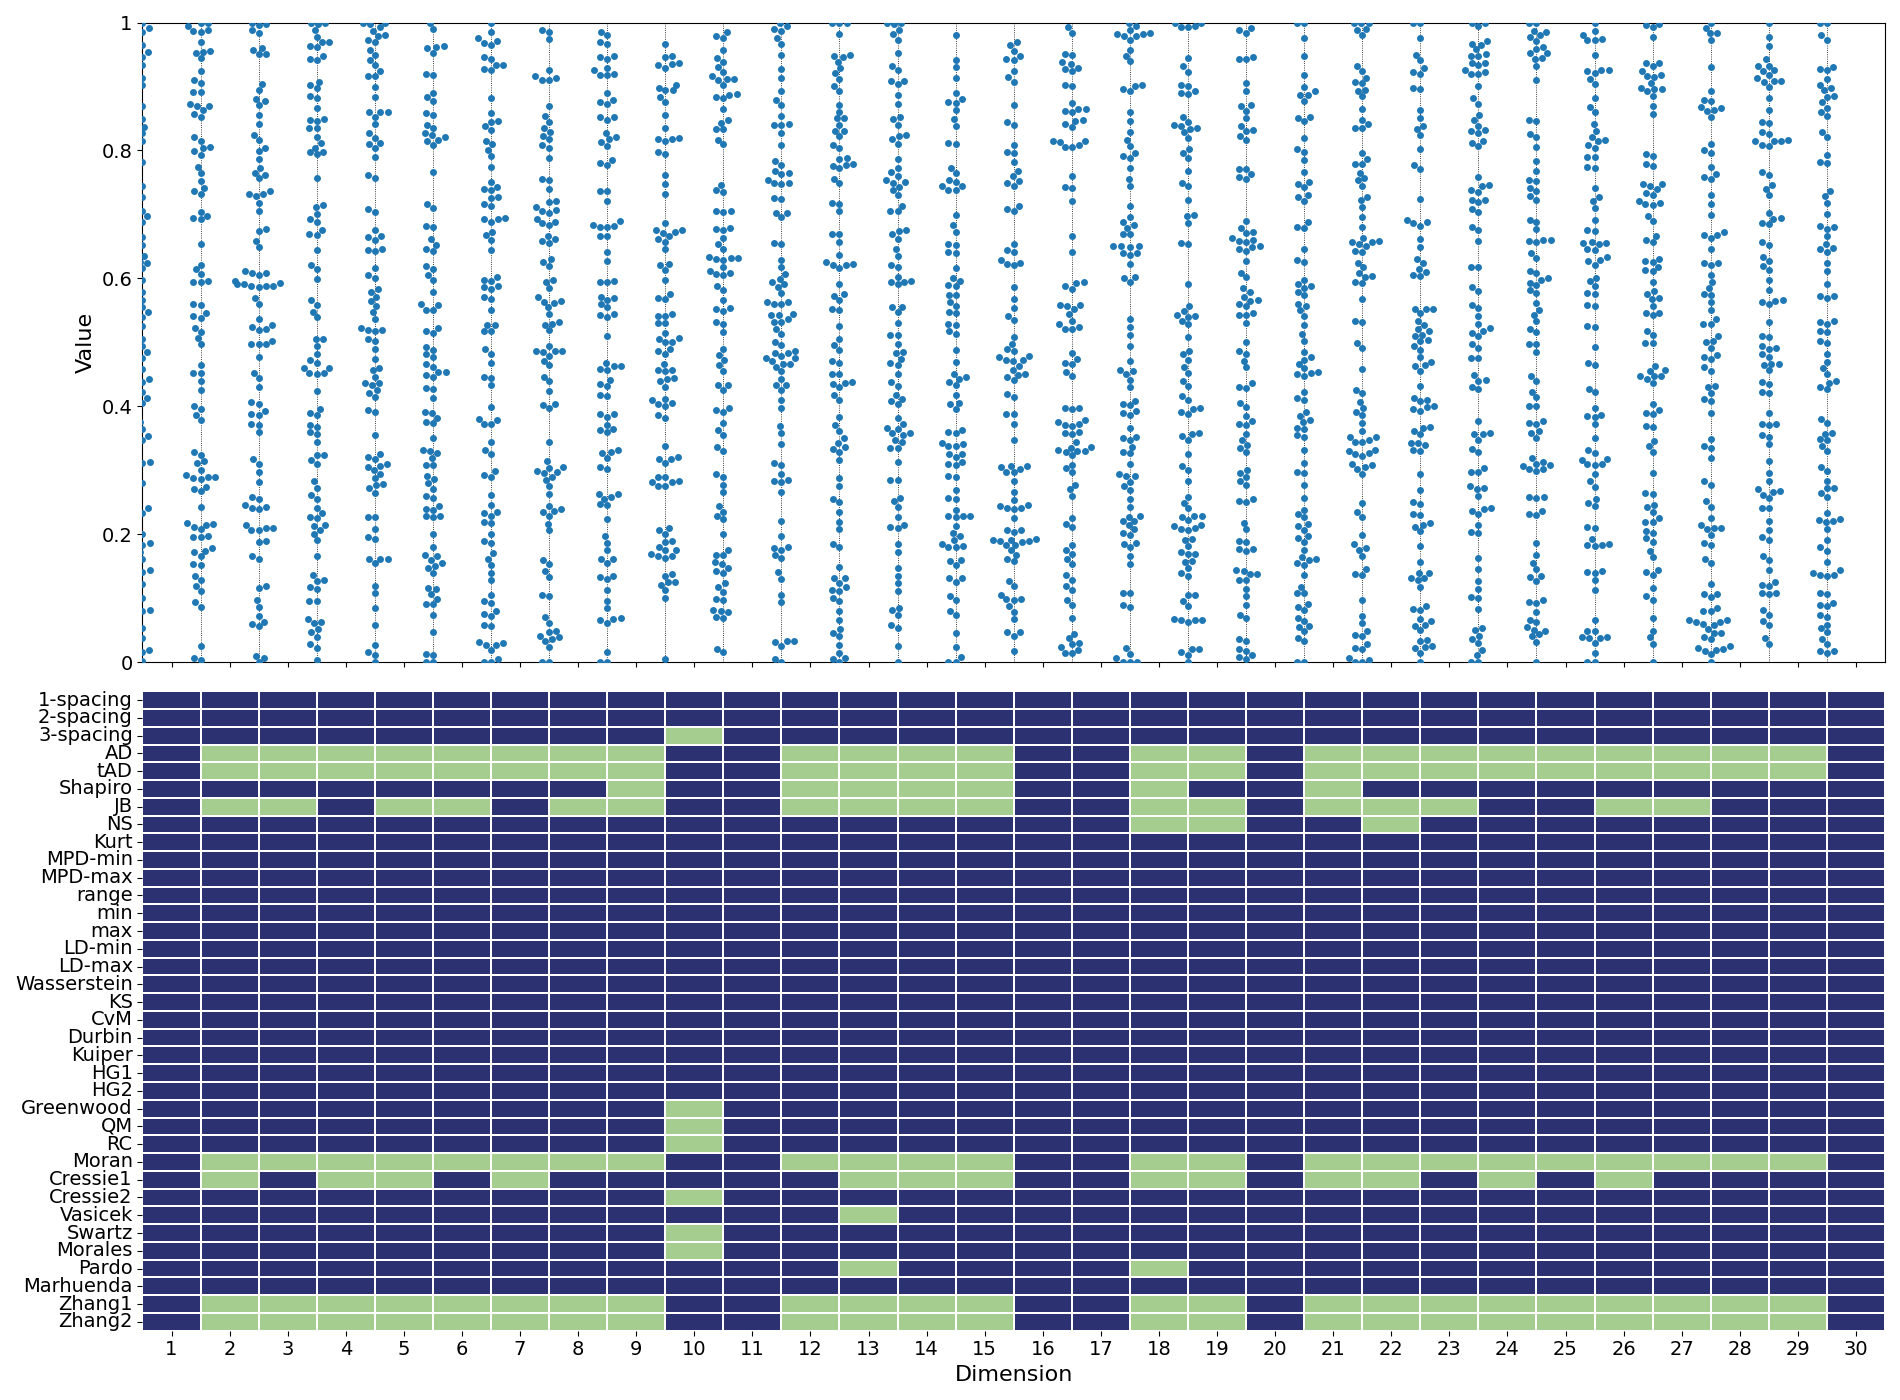 1
0.8
0.6
Value
0.4
0.2
0
1-spacing
2-spacing
3-spacing
AD
tAD
Shapiro
JB
NS
Kurt
MPD-min
MPD-max
range
min
max
LD-min
LD-max
Wasserstein
KS
CvM
Durbin
Kuiper
HG1
HG2
Greenwood
QM
RC
Moran
Cressie1
Cressie2
Vasicek
Swartz
Morales
Pardo
Marhuenda
Zhang1
Zhang2
1 2 3 4 5 6 7 8 9 10 11 12 13 14 15 16 17 18 19 20 21 22 23 24 25 26 27 28 29 30
Dimension